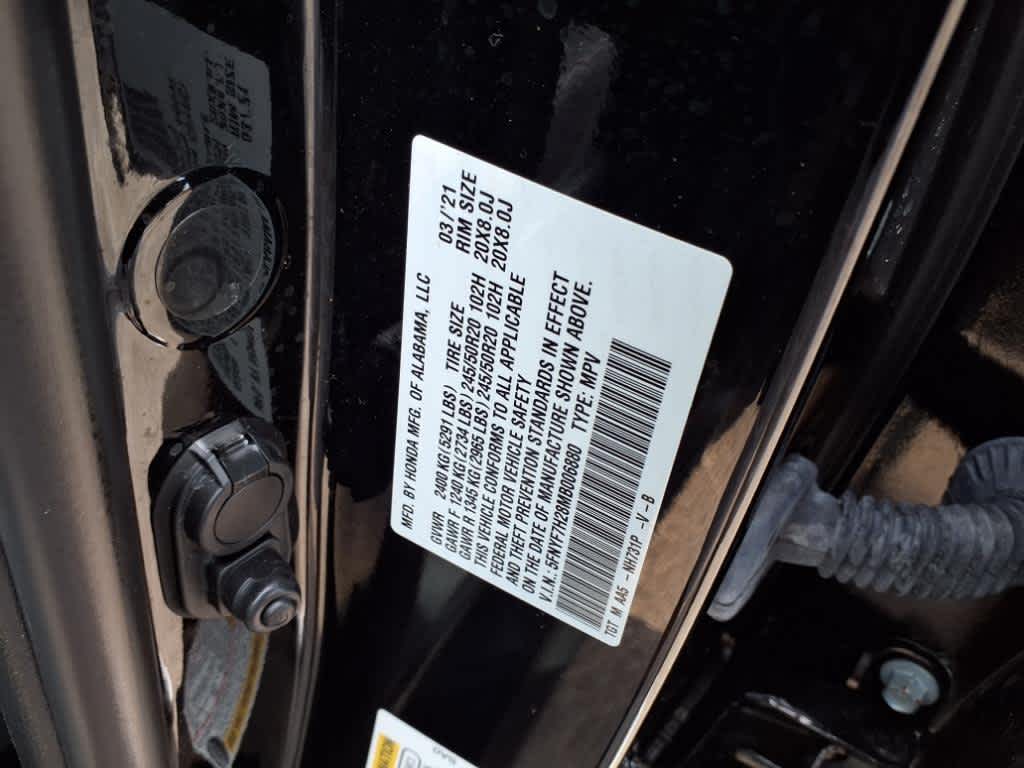 MFD. BY HONDA MFG. OF ALABAMA, LLC 03/'21
GVWR 2400 KG (5291 LBS) TIRE SIZE RIM SIZE
GAWR F 1240 KG (2734 LBS) 245/50R20 102H 20X8.0J
GAWR R 1345 KG (2965 LBS) 245/50R20 102H 20X8.0J
THIS VEHICLE CONFORMS TO ALL APPLICABLE
FEDERAL MOTOR VEHICLE SAFETY
AND THEFT PREVENTION STANDARDS IN EFFECT
ON THE DATE OF MANUFACTURE SHOWN ABOVE.
V.I.N.: 5FNYF7H28MB006690 TYPE: MPV
TGT M AA5 - NH731P -V - B